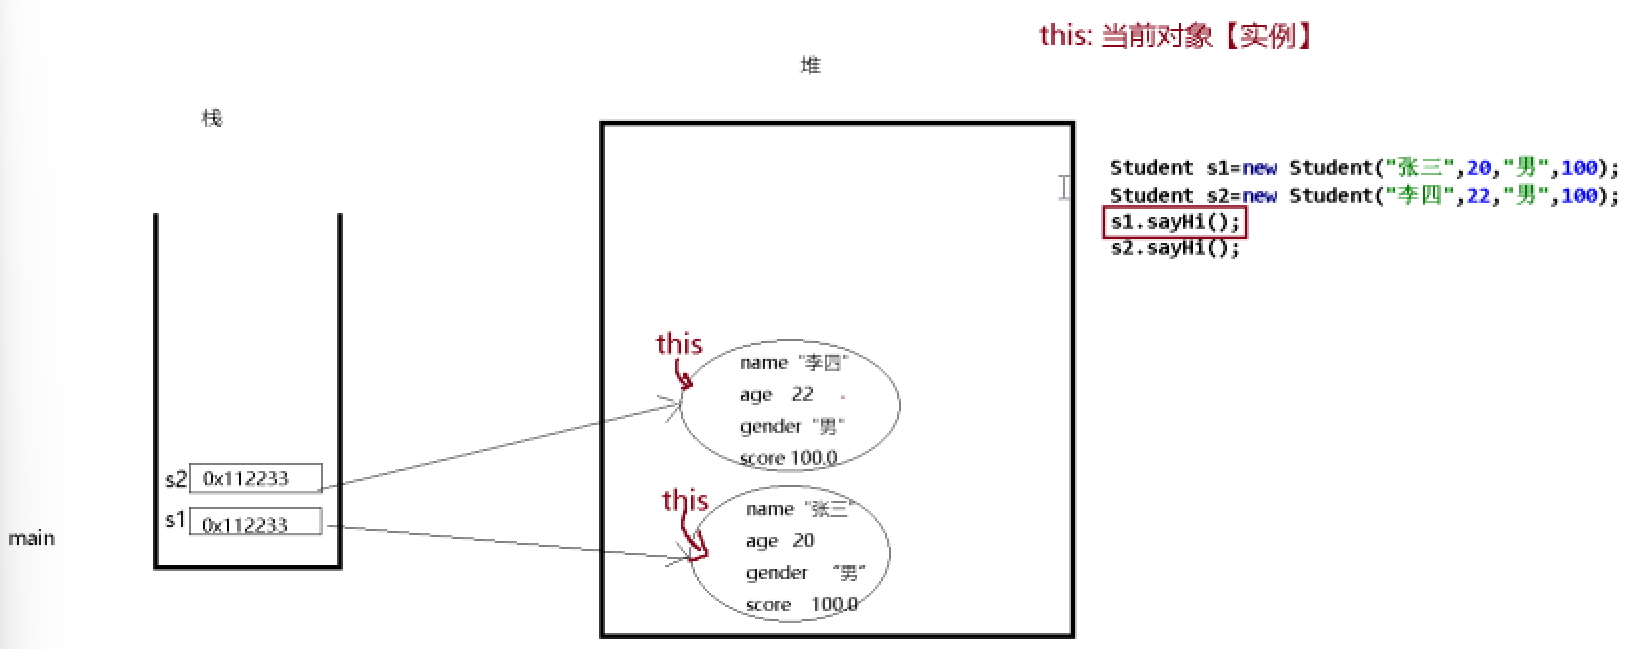 this: 当前对象【实例】
堆
栈
Student s1=new Student("张三",20,"男",100);
Student s2=new Student("李四",22,"男",100);
s1.sayHi();
s2.sayHi();
this
name "李四"
age 22
gender "男"
score 100.0
s2 0x112233
s1 0x112233
main
this
name "张三"
age 20
gender "男"
score 100.0